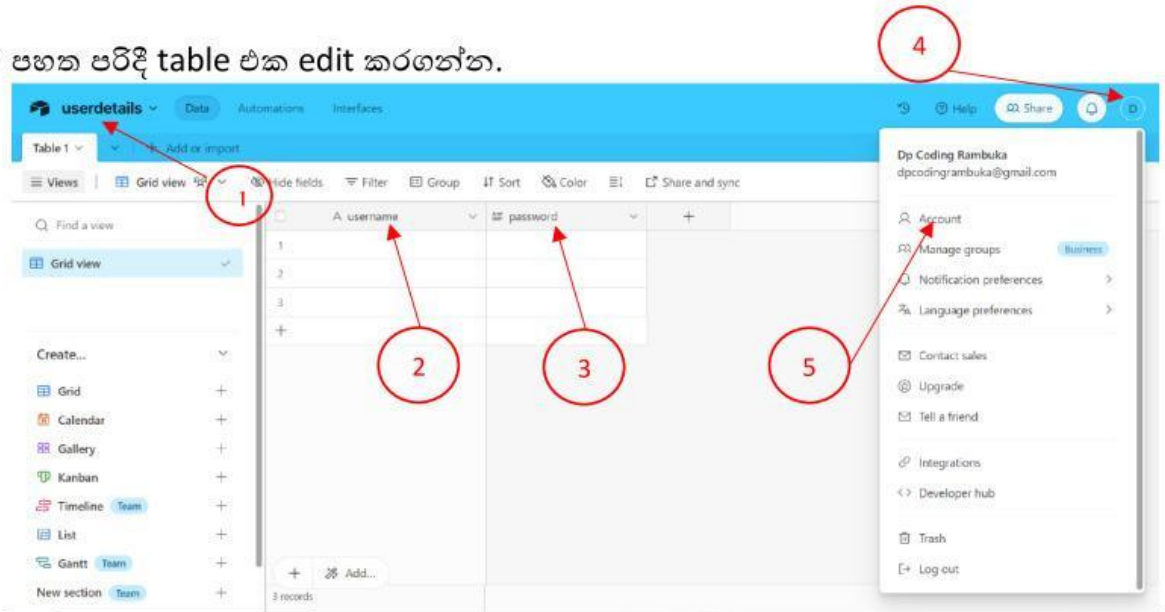 4
පහත පරිදී table එක edit කරගන්න.
userdetails Data Automations Interfaces Help Share D
Table 1 Add or import
Views Grid view Hide fields Filter Group Sort Color Share and sync
1
Find a view
A username password +
Grid view
1
2
3
+
2
3
5
Create...
Grid +
Calendar +
Gallery +
Kanban +
Timeline Team +
List +
Gantt Team +
New section Team +
+ Add...
3 records
Dp Coding Rambuka
dpcodingrambuka@gmail.com
Account
Manage groups Business
Notification preferences
Language preferences
Contact sales
Upgrade
Tell a friend
Integrations
Developer hub
Trash
Log out